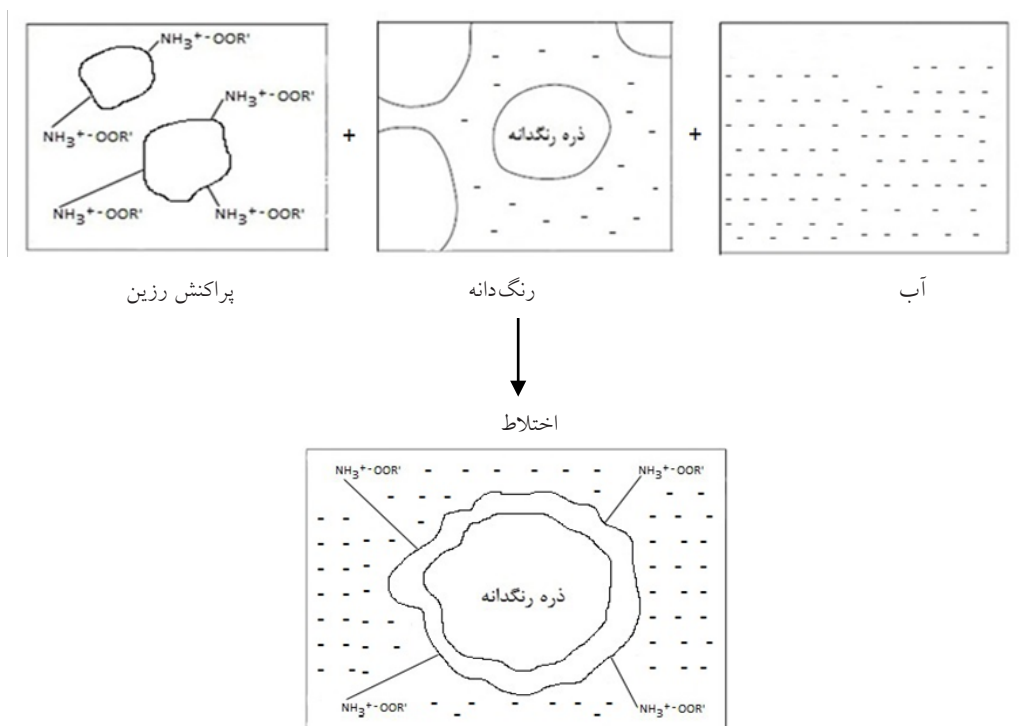 NH3+-OOR'
NH3+-OOR'
NH3+-OOR'
NH3+-OOR'
NH3+-OOR'
+
ذره رنگدانه
+
پراکنش رزین
رنگ‌دانه
آب
اختلاط
NH3+-OOR'
NH3+-OOR'
ذره رنگدانه
NH3+-OOR'
NH3+-OOR'